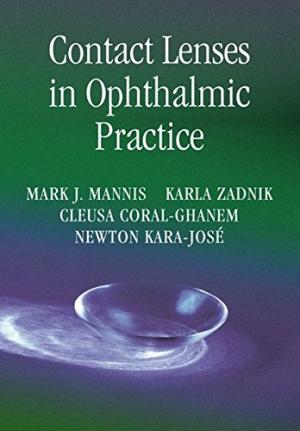 Contact Lenses
in Ophthalmic
Practice
MARK J. MANNIS KARLA ZADNIK
CLEUSA CORAL-GHANEM
NEWTON KARA-JOSÉ